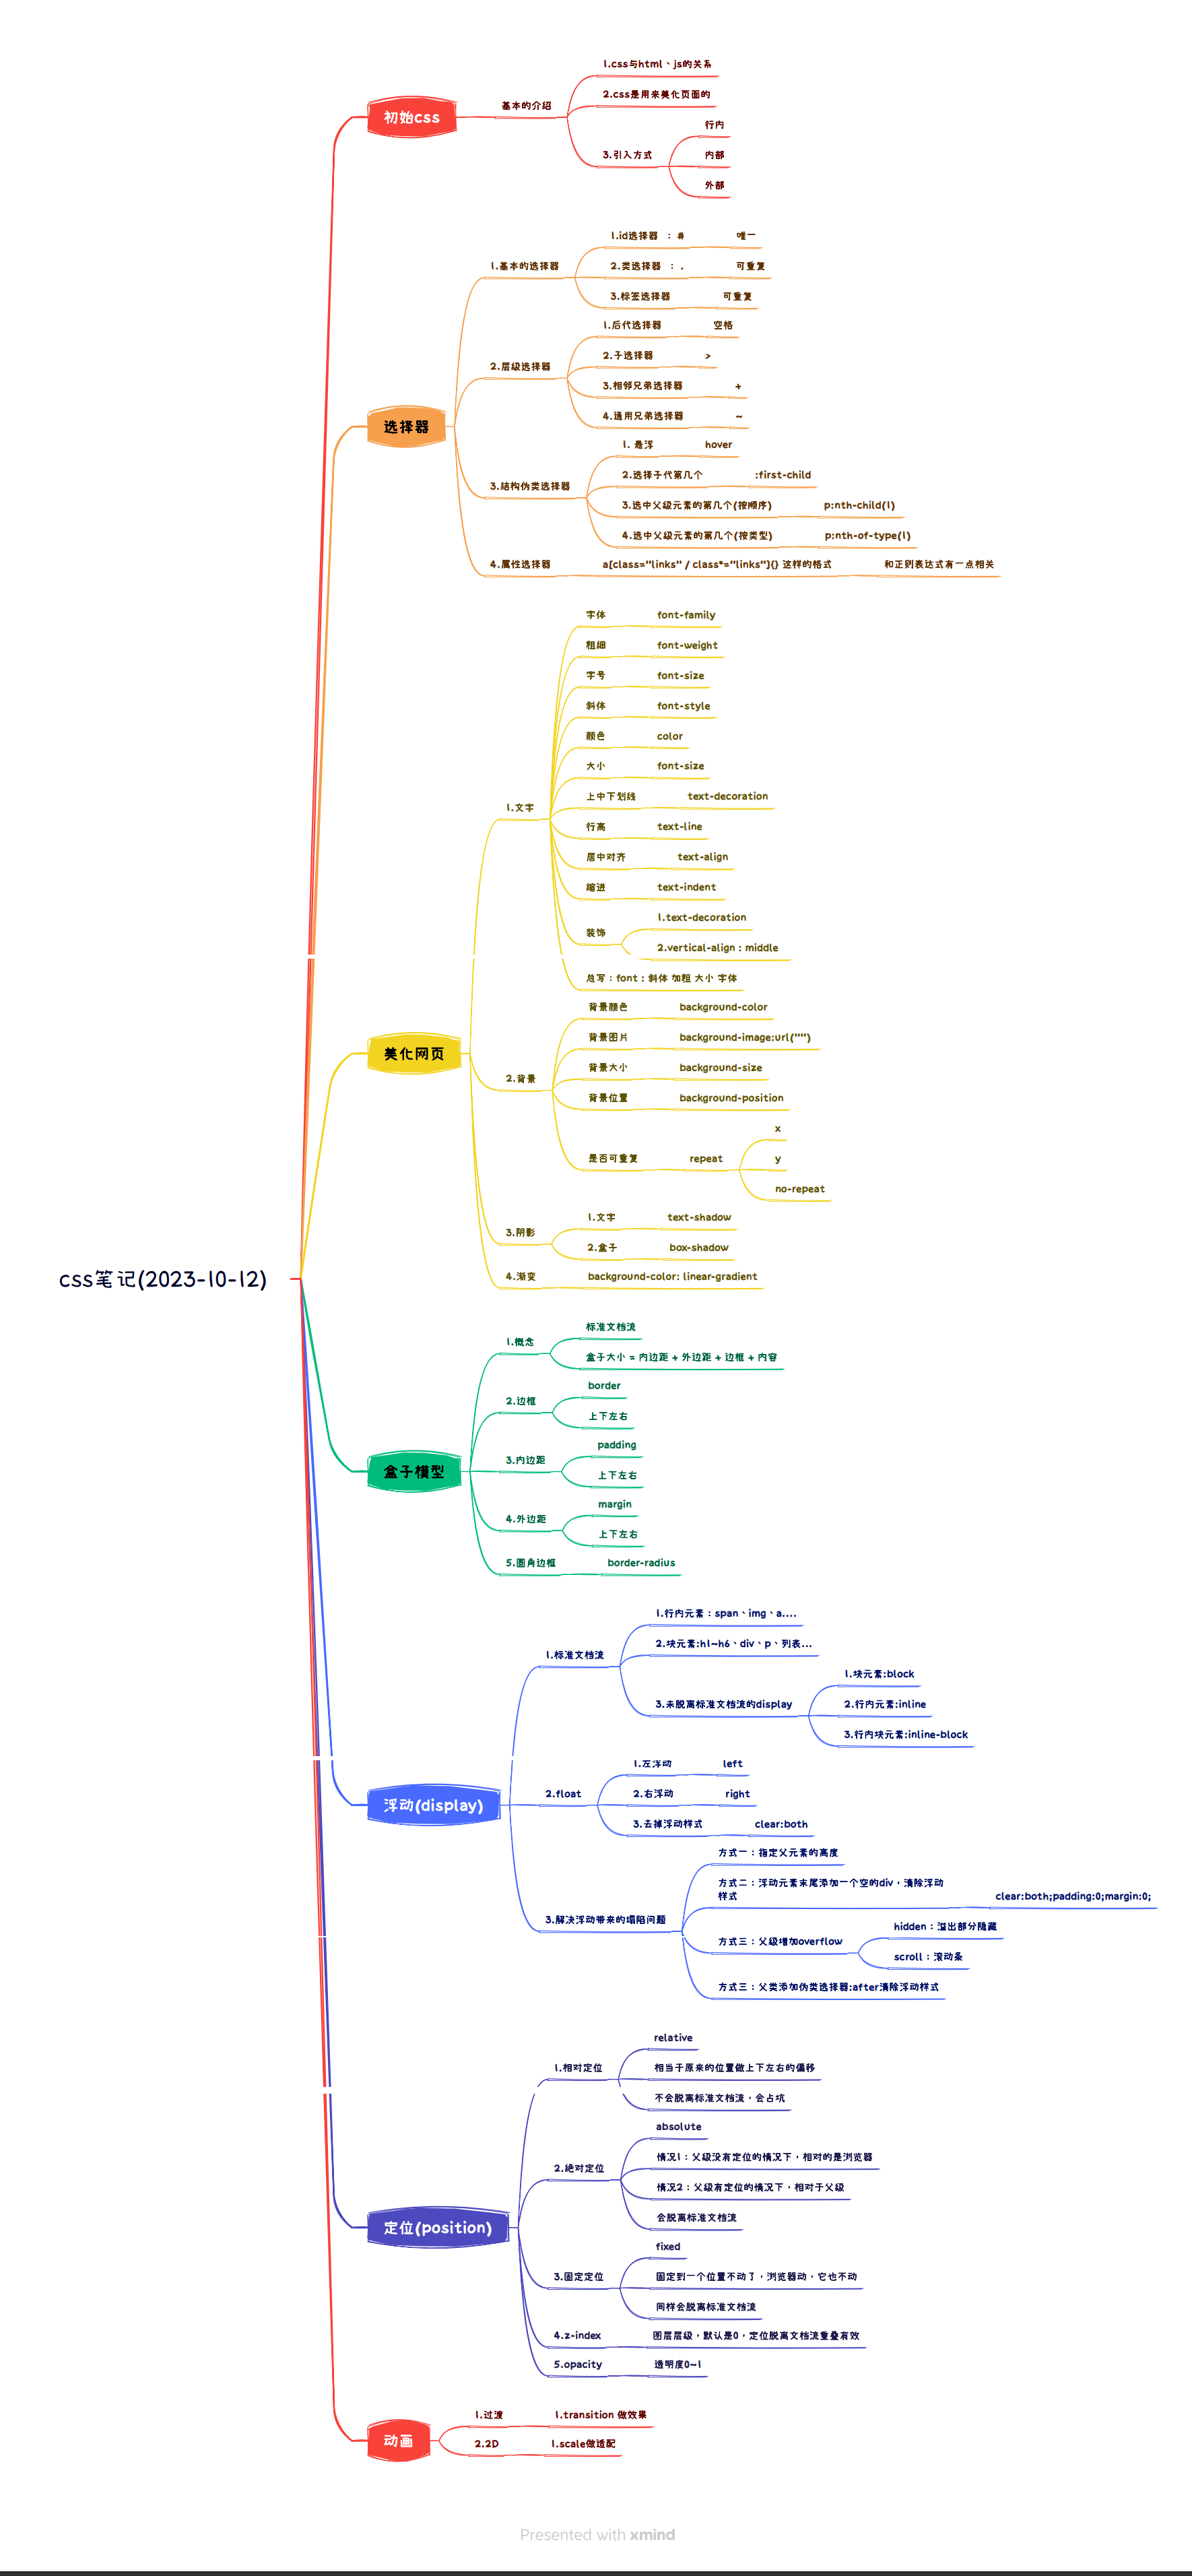 1.css与html、js的关系
2.css是用来美化页面的
基本的介绍
初始css
行内
3.引入方式
内部
外部
1.id选择器 : #
唯一
2.类选择器 : .
可重复
1.基本的选择器
3.标签选择器
可重复
1.后代选择器
空格
2.子选择器
>
2.层级选择器
3.相邻兄弟选择器
+
4.通用兄弟选择器
~
选择器
1. 悬浮
hover
2.选择子代第几个
:first-child
3.结构伪类选择器
3.选中父级元素的第几个(按顺序)
p:nth-child(1)
4.选中父级元素的第几个(按类型)
p:nth-of-type(1)
4.属性选择器
a[class="links" / class*="links"]{} 这样的格式
和正则表达式有一点相关
字体
font-family
粗细
font-weight
字号
font-size
斜体
font-style
颜色
color
大小
font-size
上中下划线
text-decoration
1.文字
行高
text-line
居中对齐
text-align
缩进
text-indent
装饰
1.text-decoration
2.vertical-align : middle
总写：font : 斜体 加粗 大小 字体
背景颜色
background-color
背景图片
background-image:url("")
美化网页
背景大小
background-size
2.背景
背景位置
background-position
x
是否可重复
repeat
y
no-repeat
1.文字
text-shadow
3.阴影
2.盒子
box-shadow
4.渐变
background-color: linear-gradient
css笔记(2023-10-12)
标准文档流
1.概念
盒子大小 = 内边距 + 外边距 + 边框 + 内容
border
2.边框
上下左右
padding
3.内边距
上下左右
盒子模型
margin
4.外边距
上下左右
5.圆角边框
border-radius
1.行内元素：span、img、a....
2.块元素:h1~h6、div、p、列表...
1.标准文档流
1.块元素:block
3.未脱离标准文档流的display
2.行内元素:inline
3.行内块元素:inline-block
1.左浮动
left
2.float
2.右浮动
right
浮动(display)
3.去掉浮动样式
clear:both
方式一：指定父元素的高度
方式二：浮动元素末尾添加一个空的div，清除浮动
样式
clear:both;padding:0;margin:0;
3.解决浮动带来的塌陷问题
hidden：溢出部分隐藏
方式三：父级增加overflow
scroll：滚动条
方式三：父类添加伪类选择器:after清除浮动样式
relative
1.相对定位
相当于原来的位置做上下左右的偏移
不会脱离标准文档流，会占坑
absolute
情况1：父级没有定位的情况下，相对的是浏览器
2.绝对定位
情况2：父级有定位的情况下，相对于父级
会脱离标准文档流
定位(position)
fixed
3.固定定位
固定到一个位置不动了，浏览器动，它也不动
同样会脱离标准文档流
4.z-index
图层层级，默认是0，定位脱离文档流重叠有效
5.opacity
透明度0~1
1.过渡
1.transition 做效果
动画
2.2D
1.scale做适配
Presented with xmind